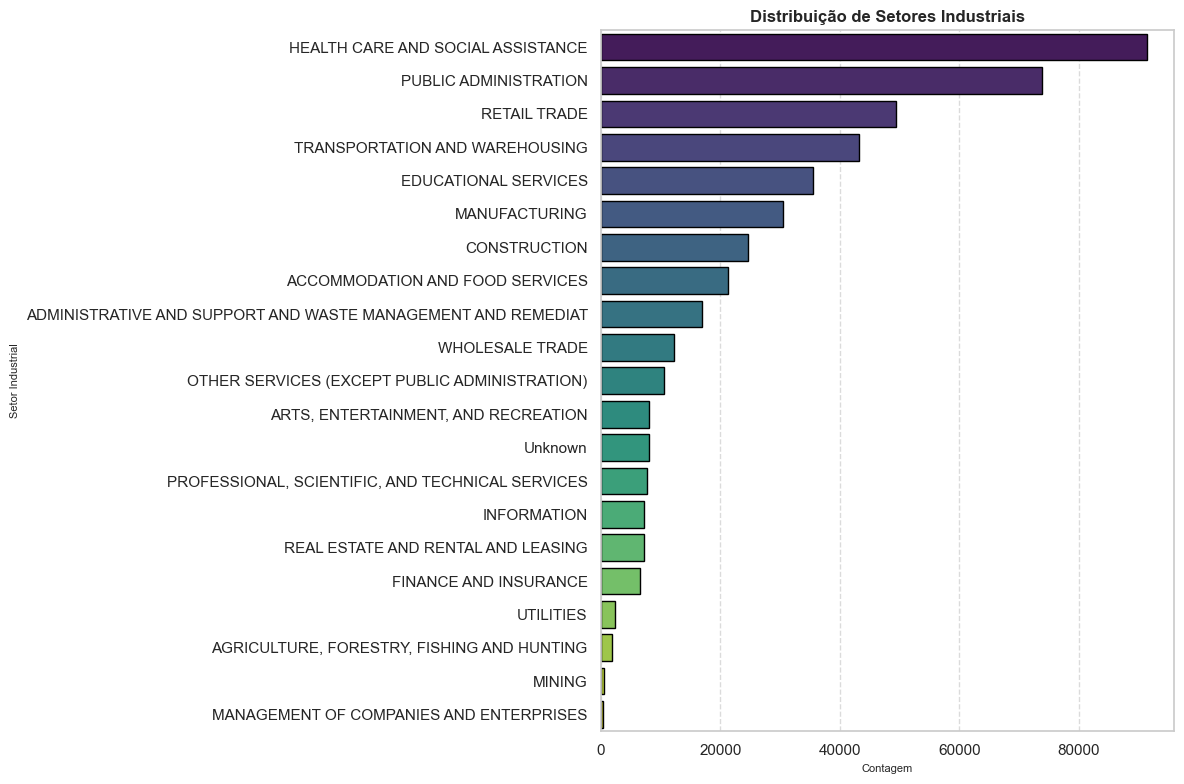 Distribuição de Setores Industriais
HEALTH CARE AND SOCIAL ASSISTANCE
PUBLIC ADMINISTRATION
RETAIL TRADE
TRANSPORTATION AND WAREHOUSING
EDUCATIONAL SERVICES
MANUFACTURING
CONSTRUCTION
ACCOMMODATION AND FOOD SERVICES
ADMINISTRATIVE AND SUPPORT AND WASTE MANAGEMENT AND REMEDIAT
WHOLESALE TRADE
OTHER SERVICES (EXCEPT PUBLIC ADMINISTRATION)
ARTS, ENTERTAINMENT, AND RECREATION
Unknown
PROFESSIONAL, SCIENTIFIC, AND TECHNICAL SERVICES
INFORMATION
REAL ESTATE AND RENTAL AND LEASING
FINANCE AND INSURANCE
UTILITIES
AGRICULTURE, FORESTRY, FISHING AND HUNTING
MINING
MANAGEMENT OF COMPANIES AND ENTERPRISES
Setor Industrial
0 20000 40000 60000 80000
Contagem